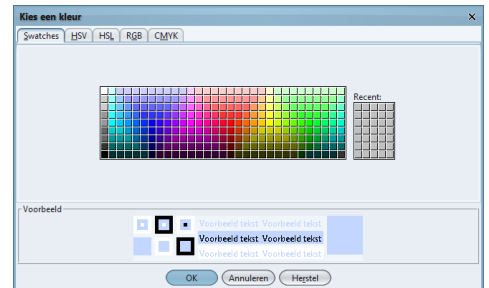 Kies een kleur
Swatches HSV HSL RGB CMYK
Recent:
Voorbeeld
Voorbeeld tekst Voorbeeld tekst
Voorbeeld tekst Voorbeeld tekst
Voorbeeld tekst Voorbeeld tekst
OK Annuleren Herstel